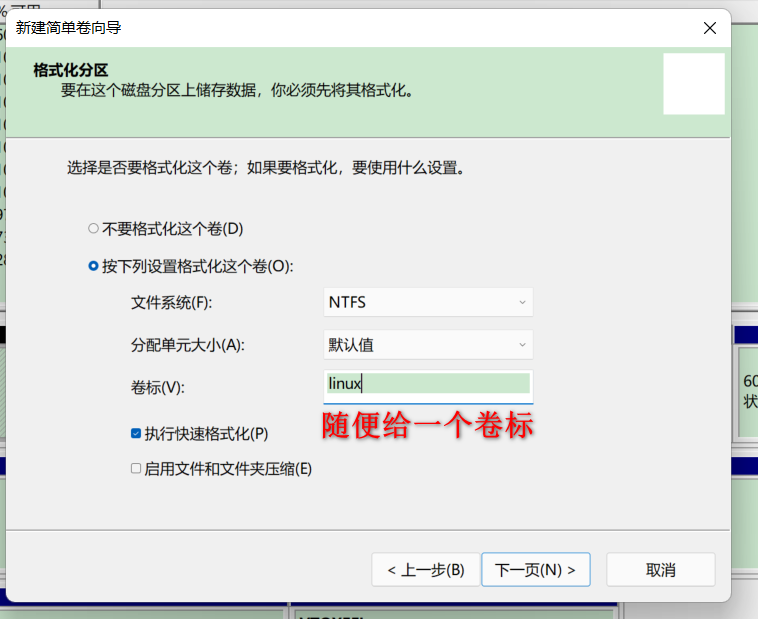 % 可用
新建简单卷向导
格式化分区
要在这个磁盘分区上储存数据，你必须先将其格式化。
选择是否要格式化这个卷；如果要格式化，要使用什么设置。
不要格式化这个卷(D)
按下列设置格式化这个卷(O):
文件系统(F): NTFS
分配单元大小(A): 默认值
60
卷标(V): linux
状
随便给一个卷标
执行快速格式化(P)
启用文件和文件夹压缩(E)
< 上一步(B) 下一页(N) > 取消